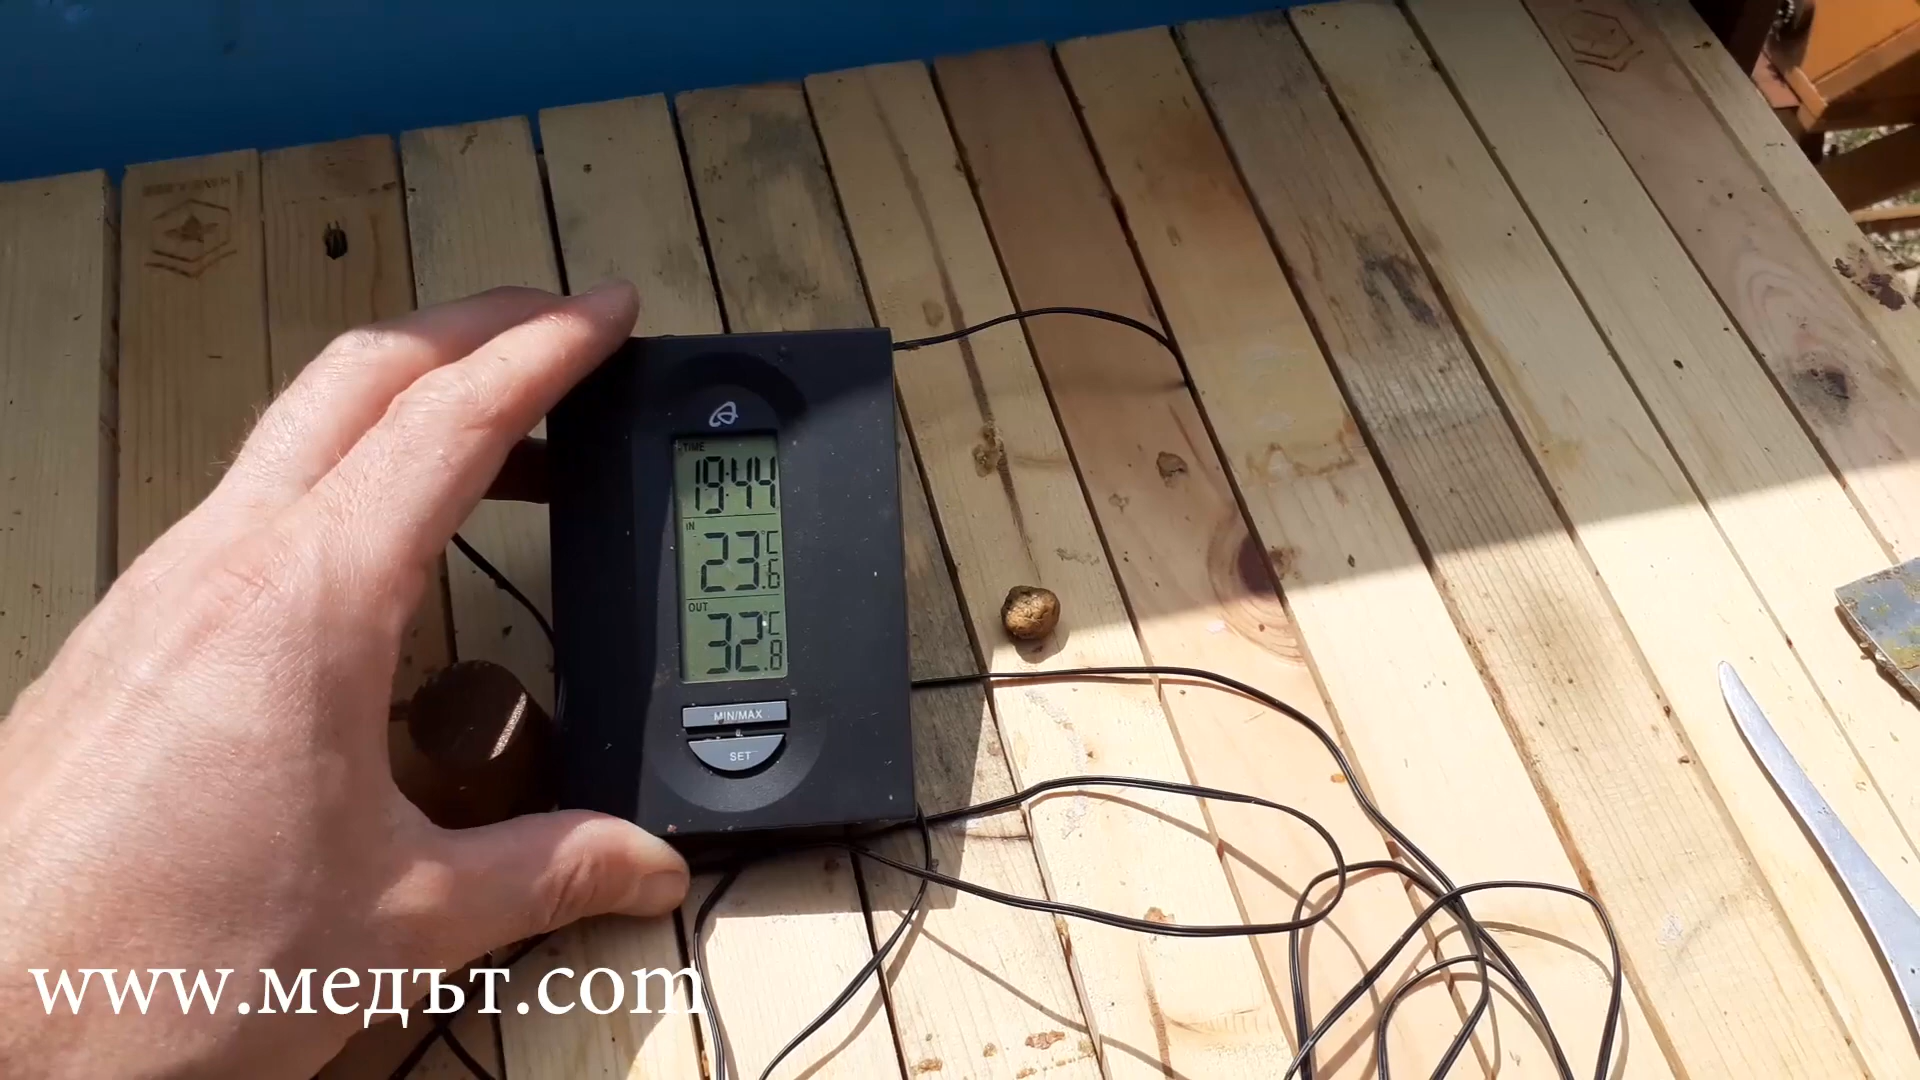 TIME
19:44
IN
23.6 °C
OUT
32.8 °C
MIN/MAX
SET
www.медът.com